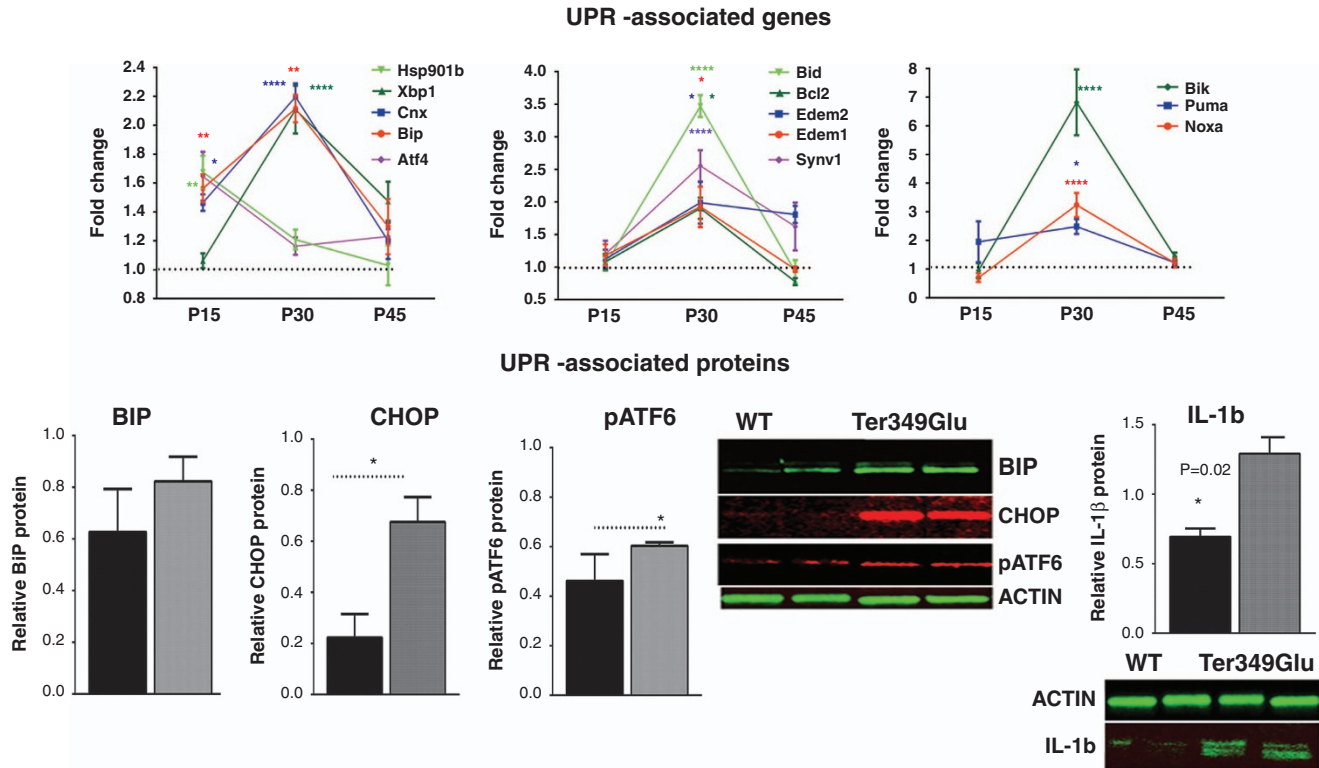 UPR -associated genes
Fold change
2.4
2.2
2.0
1.8
1.6
1.4
1.2
1.0
0.8
P15
P30
P45
**
**
*
****
**
****
Hsp901b
Xbp1
Cnx
Bip
Atf4
Fold change
4.0
3.5
3.0
2.5
2.0
1.5
1.0
0.5
P15
P30
P45
****
*
* *
****
Bid
Bcl2
Edem2
Edem1
Synv1
Fold change
8
7
6
5
4
3
2
1
0
P15
P30
P45
****
*
****
Bik
Puma
Noxa
UPR -associated proteins
BIP
Relative BiP protein
1.0
0.8
0.6
0.4
0.2
0.0
CHOP
Relative CHOP protein
1.0
0.8
0.6
0.4
0.2
0.0
*
pATF6
Relative pATF6 protein
1.0
0.8
0.6
0.4
0.2
0.0
*
WT Ter349Glu
BIP
CHOP
pATF6
ACTIN
IL-1b
Relative IL-1β protein
1.5
1.0
0.5
0.0
P=0.02
*
WT Ter349Glu
ACTIN
IL-1b